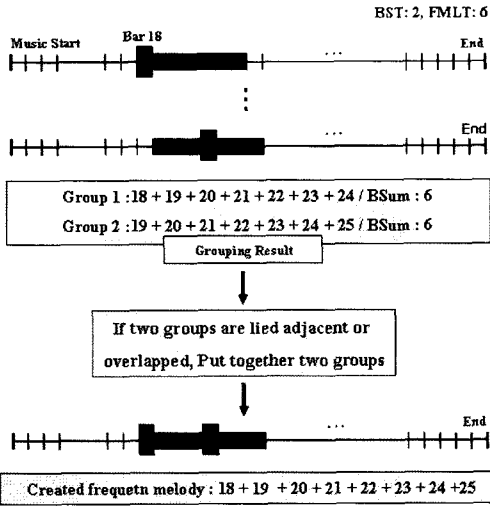 BST: 2, FMLT: 6
Music Start Bar 18 ... End
... End
Group 1 :18 + 19 + 20 + 21 + 22 + 23 + 24 / BSum : 6
Group 2 :19 + 20 + 21 + 22 + 23 + 24 + 25 / BSum : 6
Grouping Result
If two groups are lied adjacent or
overlapped, Put together two groups
... End
Created frequetn melody : 18 + 19 + 20 + 21 + 22 + 23 + 24 +25